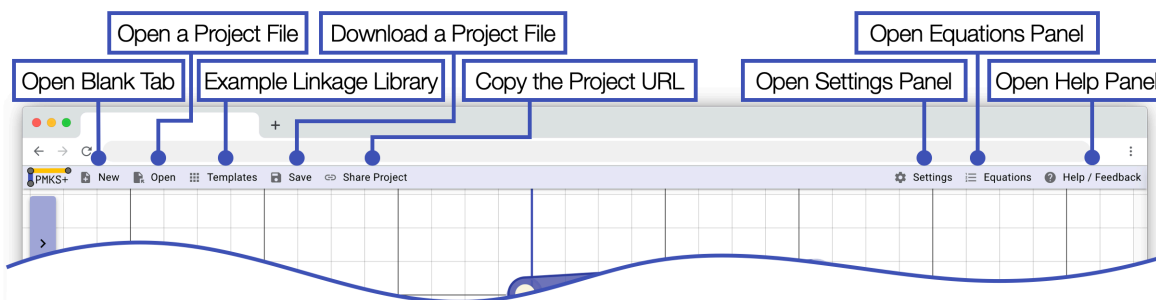 Open a Project File
Download a Project File
Open Equations Panel
Open Blank Tab
Example Linkage Library
Copy the Project URL
Open Settings Panel
Open Help Panel
PMKS+
New
Open
Templates
Save
Share Project
Settings
Equations
Help / Feedback